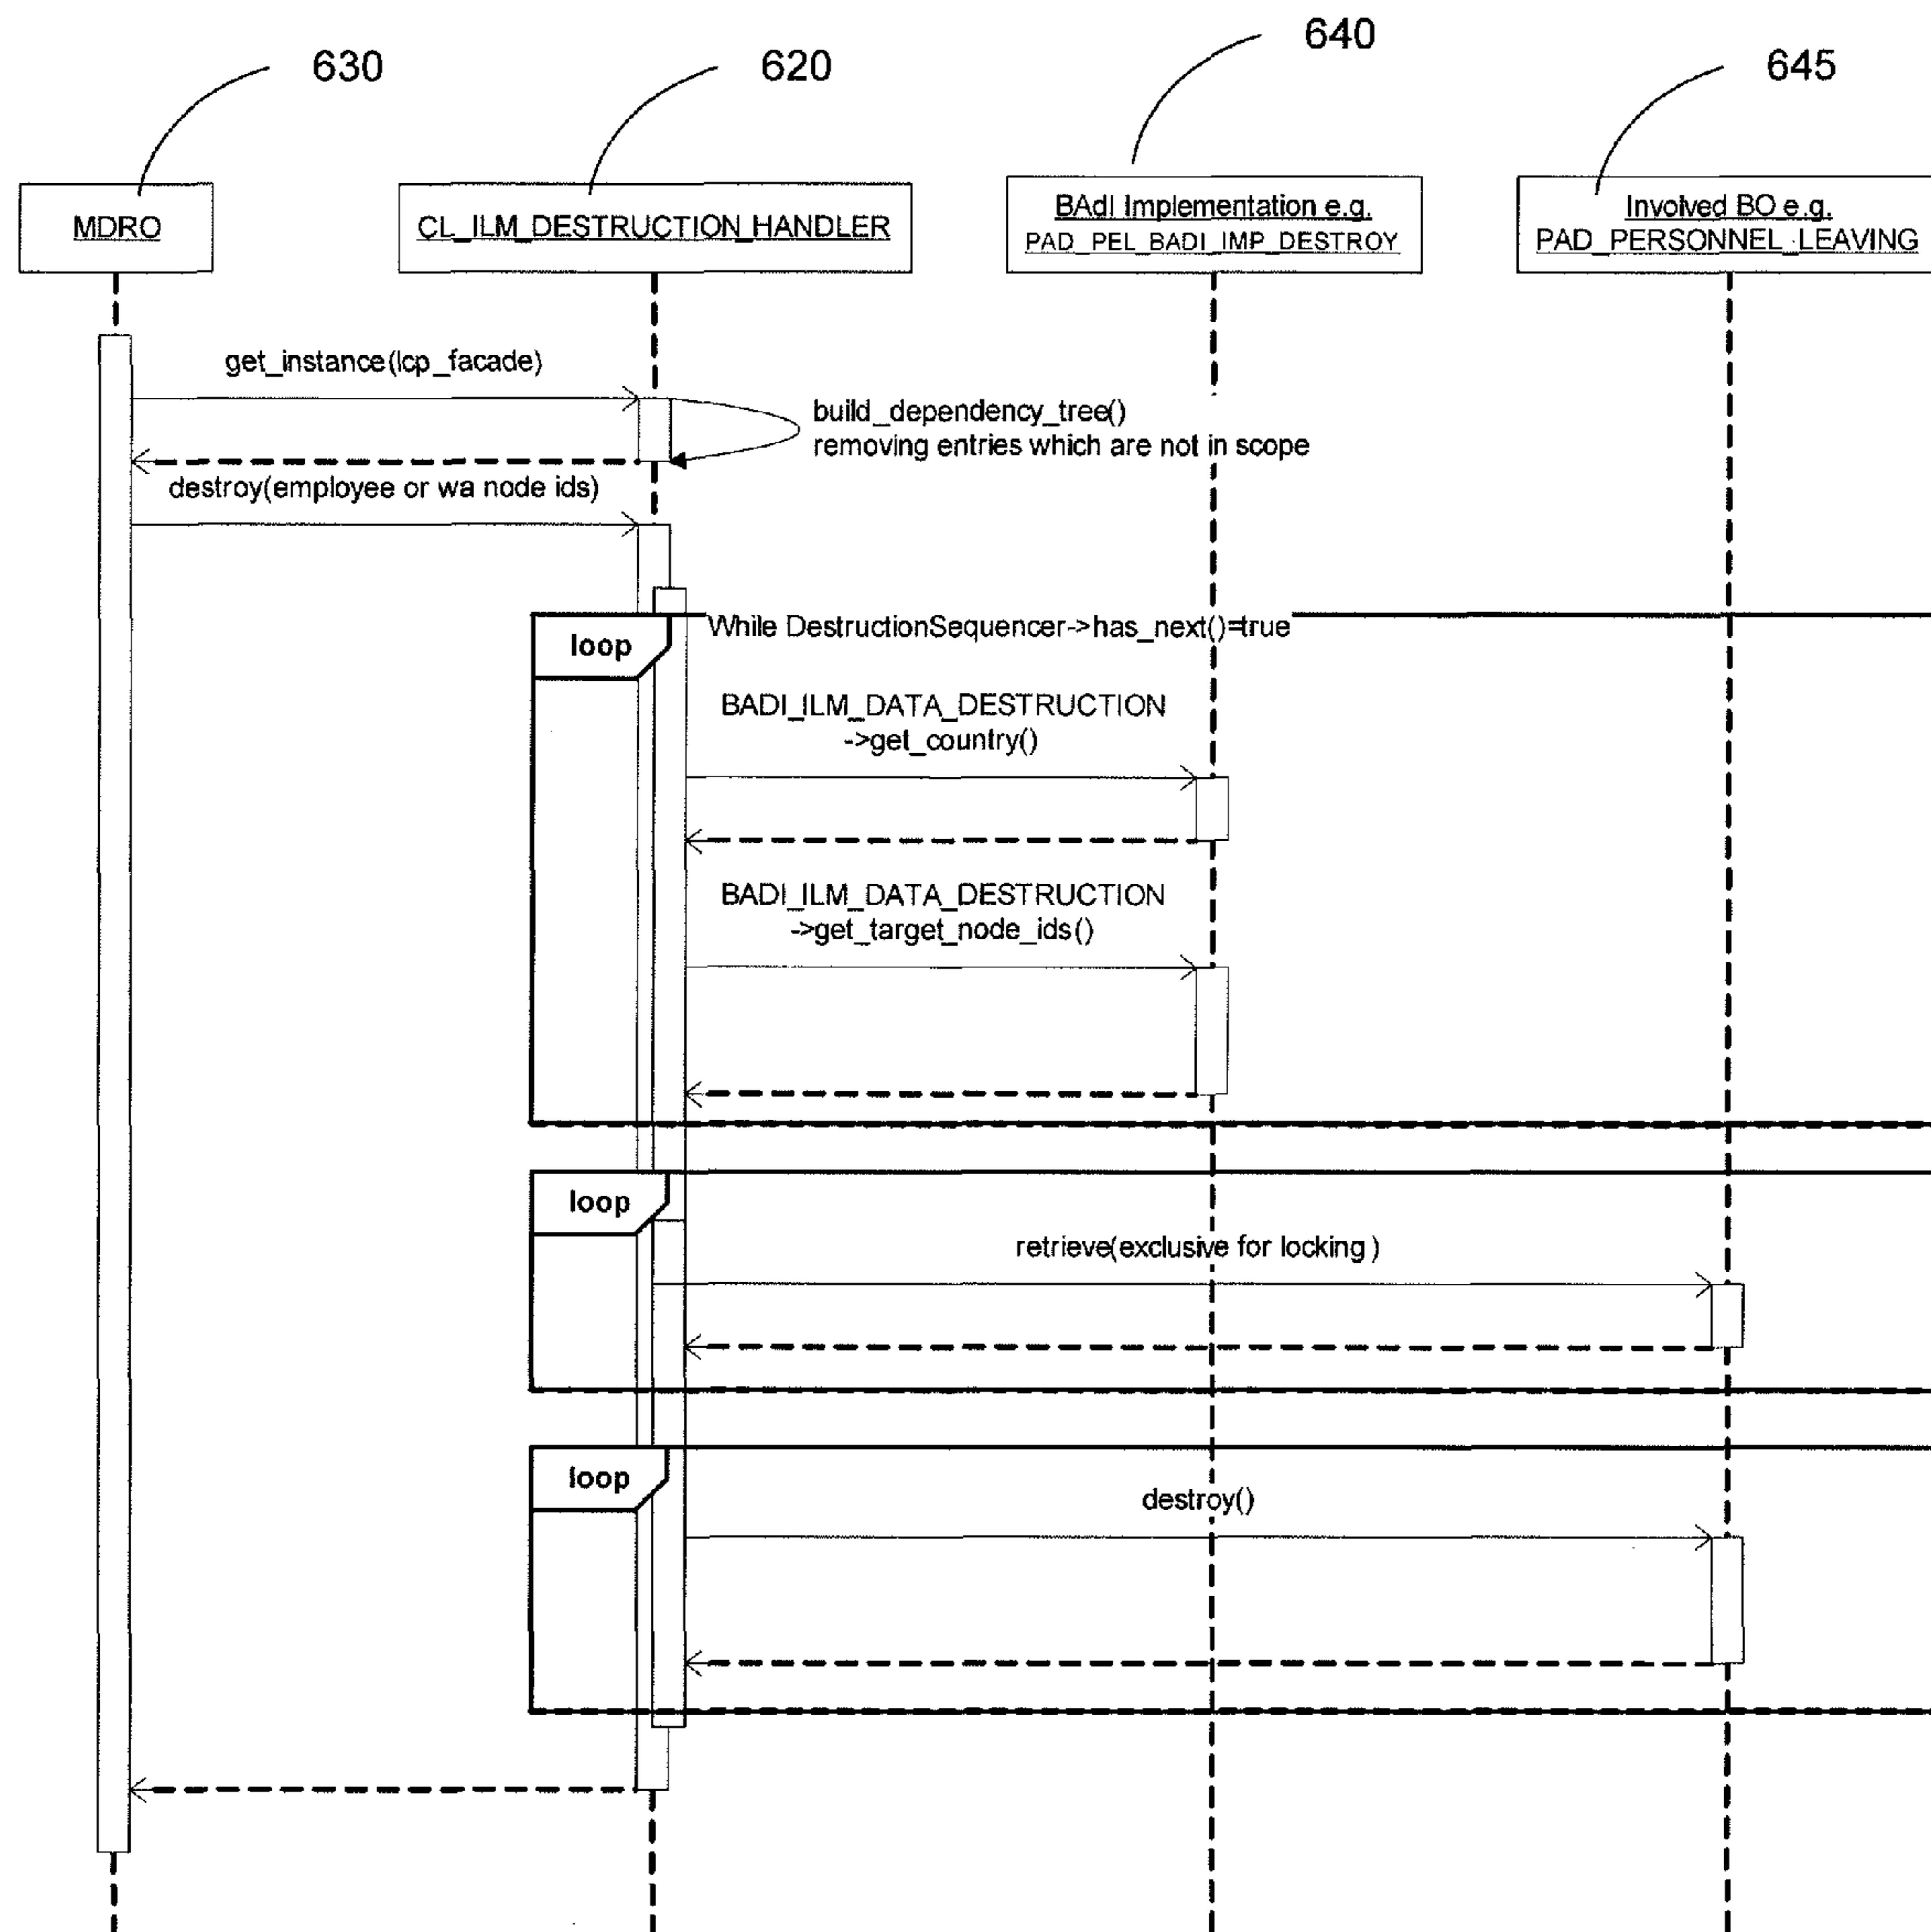 630
620
640
645
MDRO
CL_ILM_DESTRUCTION_HANDLER
BAdI Implementation e.g.
PAD_PEL_BADI_IMP_DESTROY
Involved BO e.g.
PAD_PERSONNEL_LEAVING
get_instance(lcp_facade)
build_dependency_tree()
removing entries which are not in scope
destroy(employee or wa node ids)
loop
While DestructionSequencer->has_next()=true
BADI_ILM_DATA_DESTRUCTION
->get_country()
BADI_ILM_DATA_DESTRUCTION
->get_target_node_ids()
loop
retrieve(exclusive for locking )
loop
destroy()